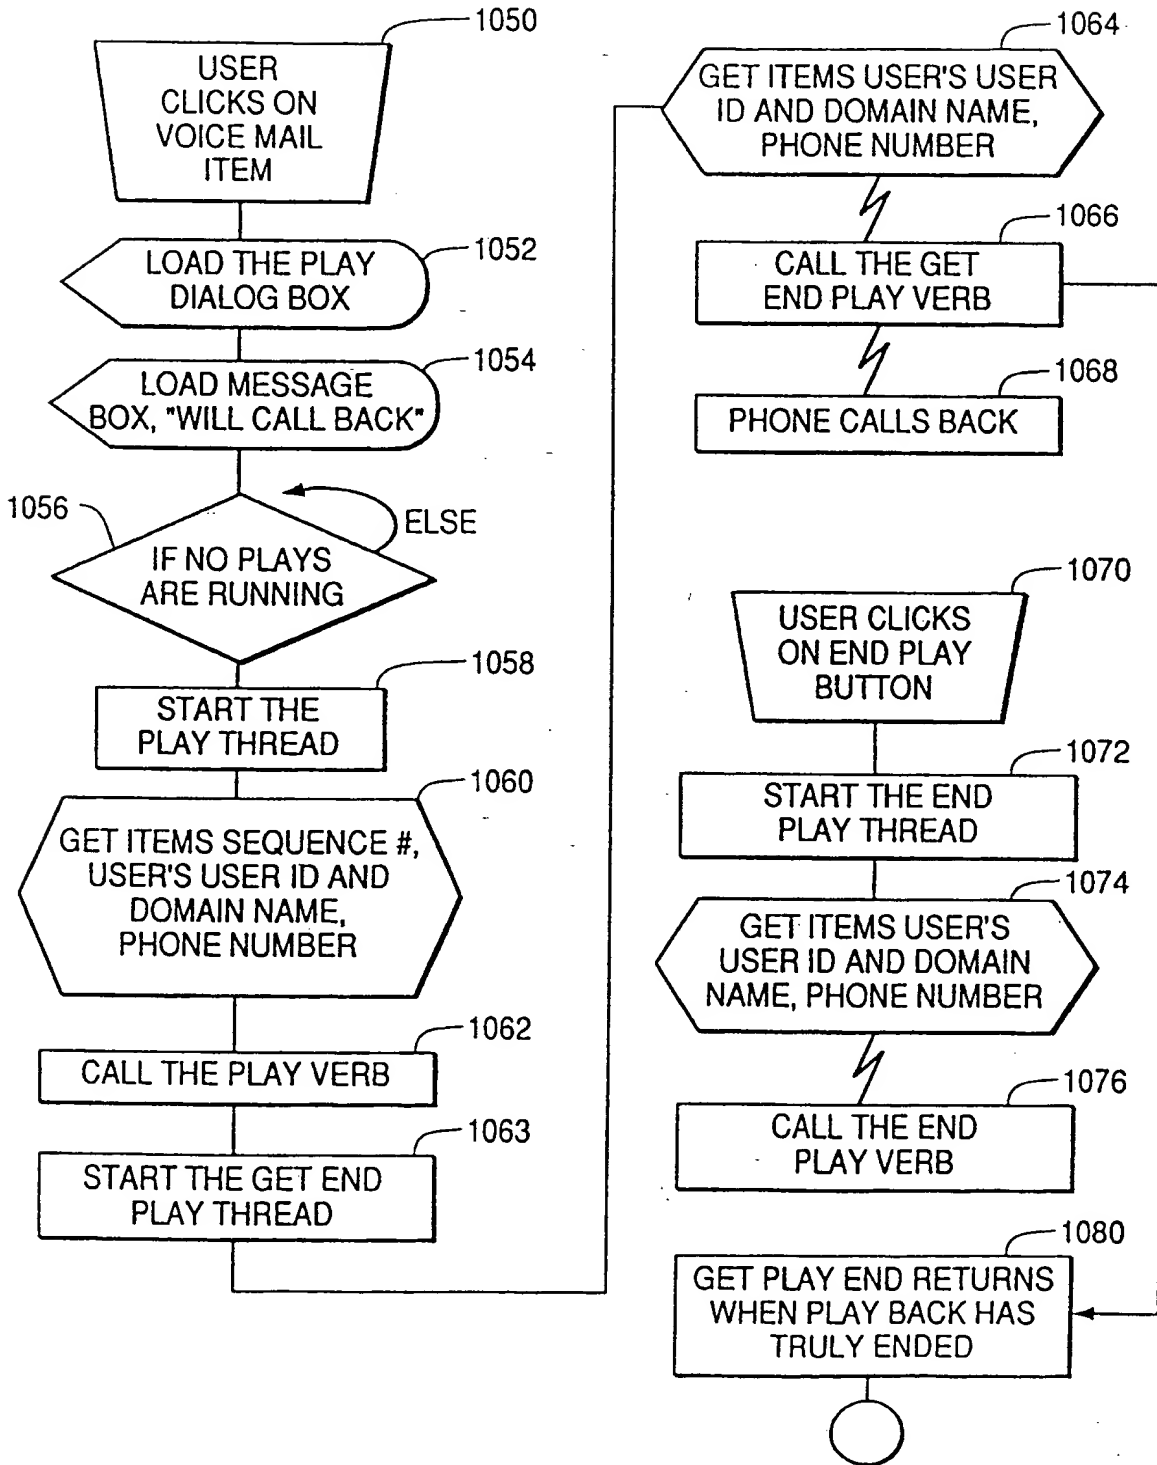 1050
USER
CLICKS ON
VOICE MAIL
ITEM
1052
LOAD THE PLAY
DIALOG BOX
1054
LOAD MESSAGE
BOX, "WILL CALL BACK"
1056
ELSE
IF NO PLAYS
ARE RUNNING
1058
START THE
PLAY THREAD
1060
GET ITEMS SEQUENCE #,
USER'S USER ID AND
DOMAIN NAME,
PHONE NUMBER
1062
CALL THE PLAY VERB
1063
START THE GET END
PLAY THREAD
1064
GET ITEMS USER'S USER
ID AND DOMAIN NAME,
PHONE NUMBER
1066
CALL THE GET
END PLAY VERB
1068
PHONE CALLS BACK
1070
USER CLICKS
ON END PLAY
BUTTON
1072
START THE END
PLAY THREAD
1074
GET ITEMS USER'S
USER ID AND DOMAIN
NAME, PHONE NUMBER
1076
CALL THE END
PLAY VERB
1080
GET PLAY END RETURNS
WHEN PLAY BACK HAS
TRULY ENDED